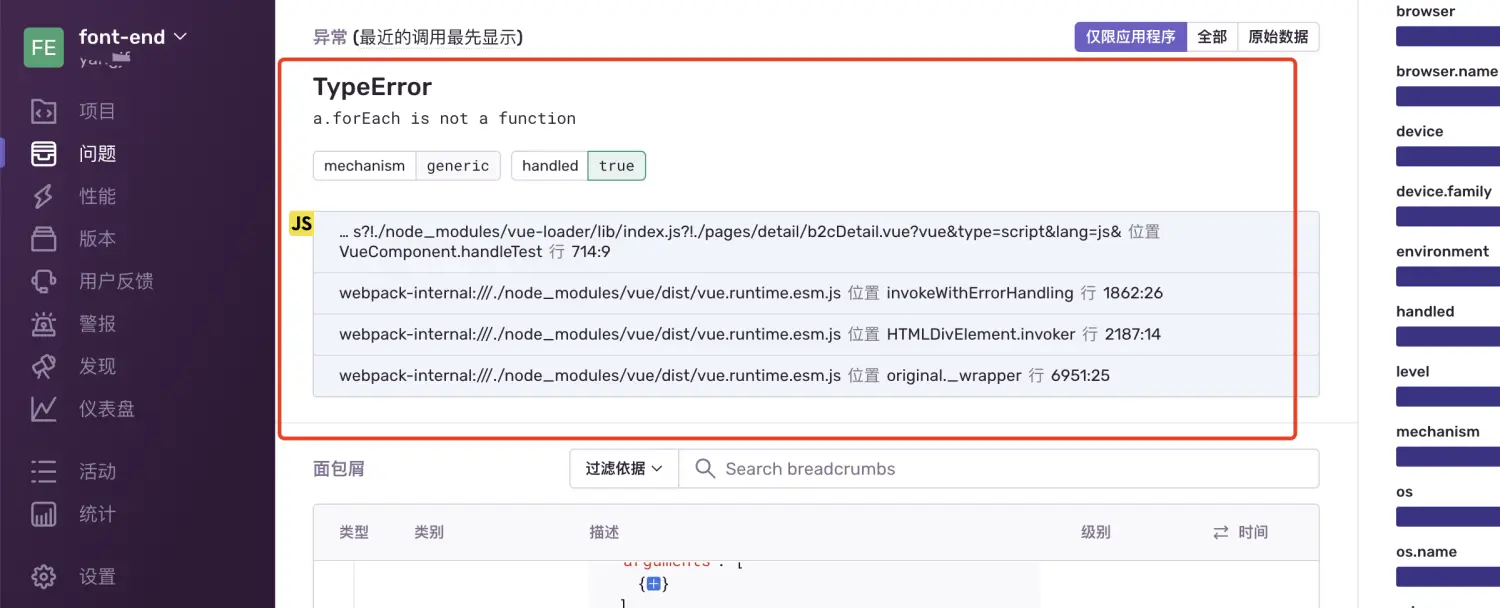 FE
font-end
项目
问题
性能
版本
用户反馈
警报
发现
仪表盘
活动
统计
设置
异常 (最近的调用最先显示)
仅限应用程序 全部 原始数据
TypeError
a.forEach is not a function
mechanism generic handled true
JS
… s?!./node_modules/vue-loader/lib/index.js?!./pages/detail/b2cDetail.vue?vue&type=script&lang=js& 位置
VueComponent.handleTest 行 714:9
webpack-internal:///./node_modules/vue/dist/vue.runtime.esm.js 位置 invokeWithErrorHandling 行 1862:26
webpack-internal:///./node_modules/vue/dist/vue.runtime.esm.js 位置 HTMLDivElement.invoker 行 2187:14
webpack-internal:///./node_modules/vue/dist/vue.runtime.esm.js 位置 original._wrapper 行 6951:25
面包屑 过滤依据 Search breadcrumbs
类型 类别 描述 级别 时间
"arguments": [
{+}
]
browser
browser.name
device
device.family
environment
handled
level
mechanism
os
os.name